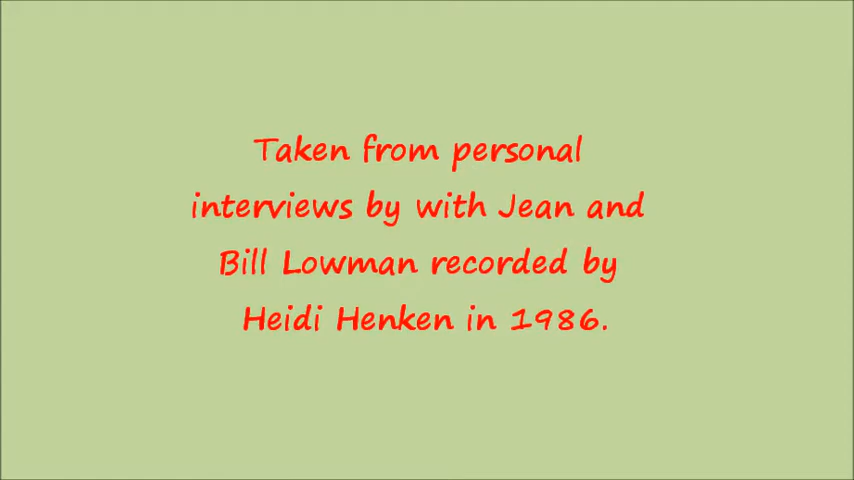 Taken from personal
interviews by with Jean and
Bill Lowman recorded by
Heidi Henken in 1986.